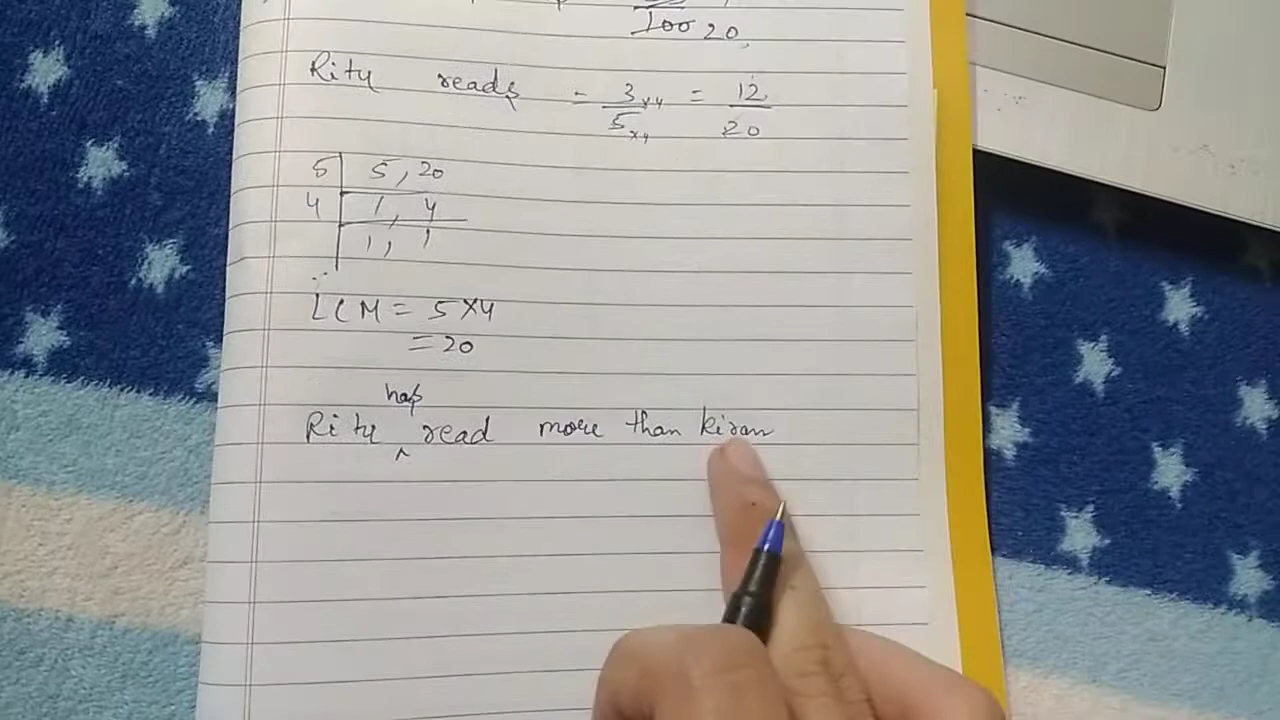 100 20
Ritu reads = 3×4 / 5×4 = 12 / 20
5 | 5, 20
4 | 1, 4
| 1, 1
LCM = 5×4
= 20
has
Ritu ^ read more than kiran